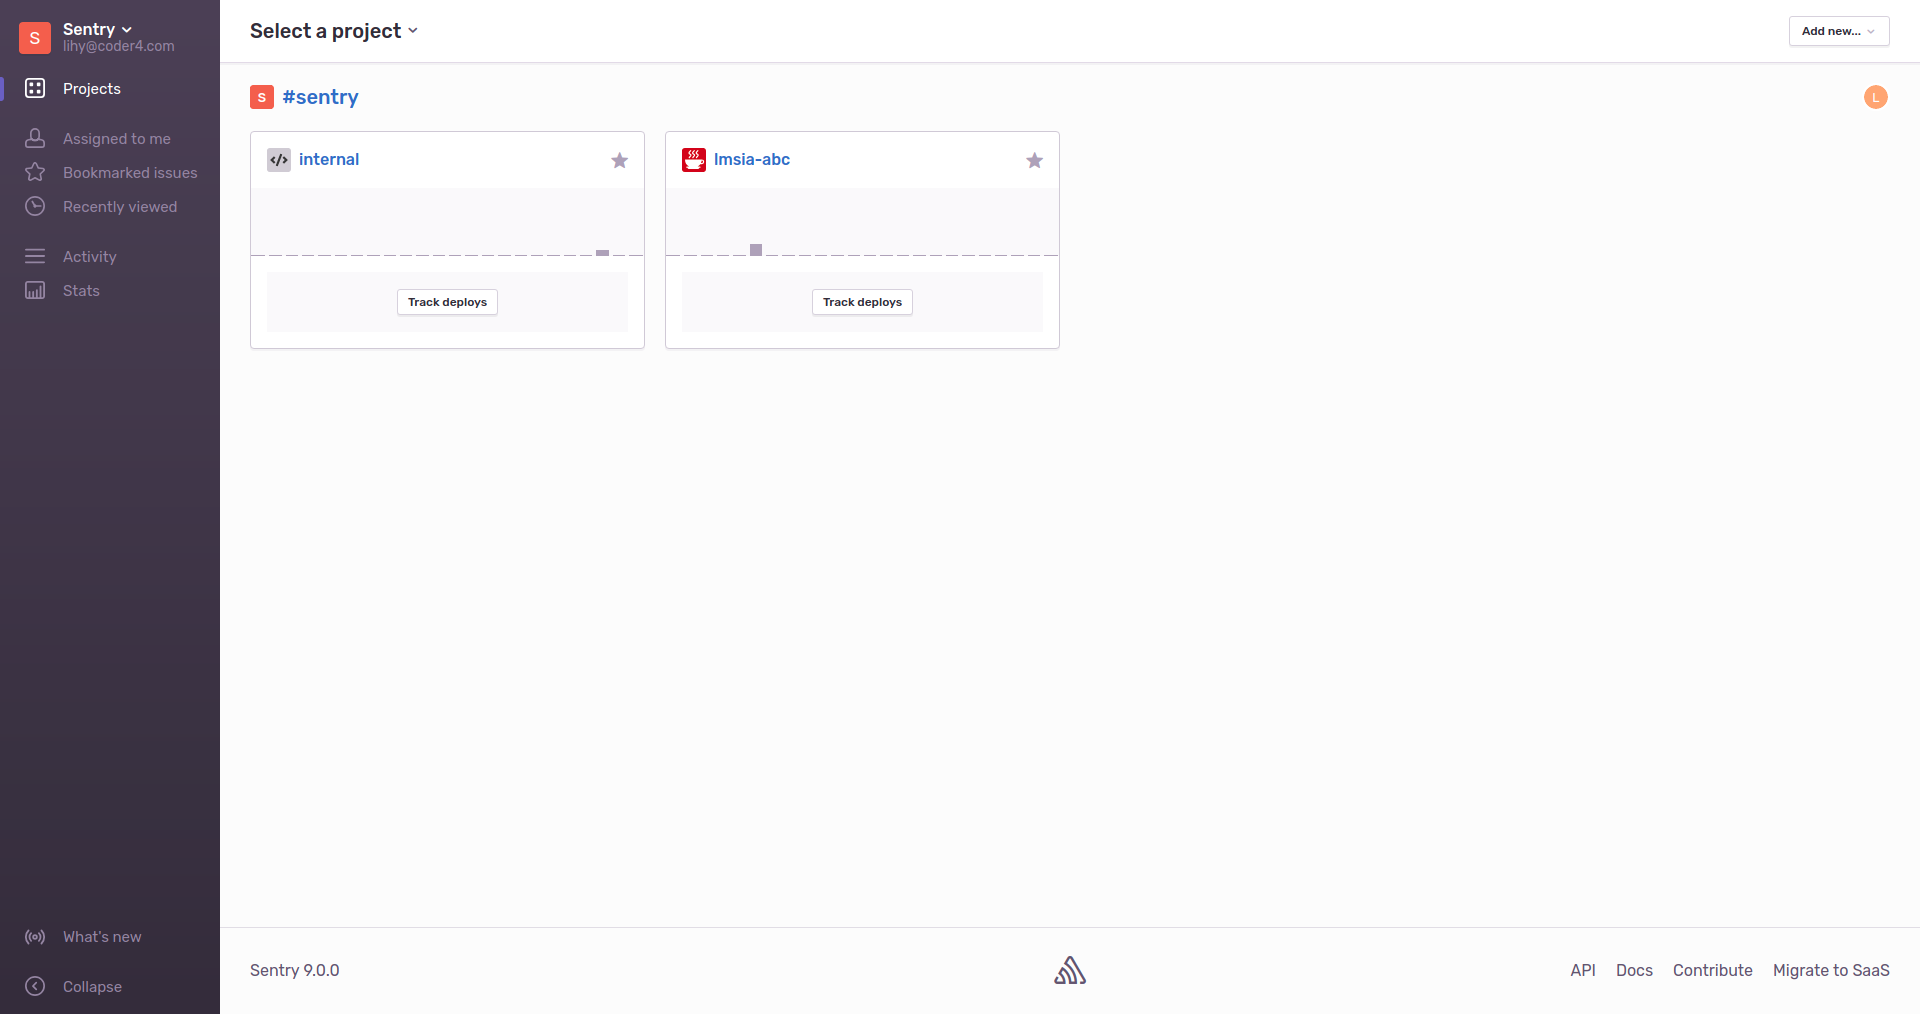 S
Sentry
lihy@coder4.com
Projects
Assigned to me
Bookmarked issues
Recently viewed
Activity
Stats
What's new
Collapse
Select a project
Add new...
S #sentry
L
internal
Track deploys
lmsia-abc
Track deploys
Sentry 9.0.0
API Docs Contribute Migrate to SaaS